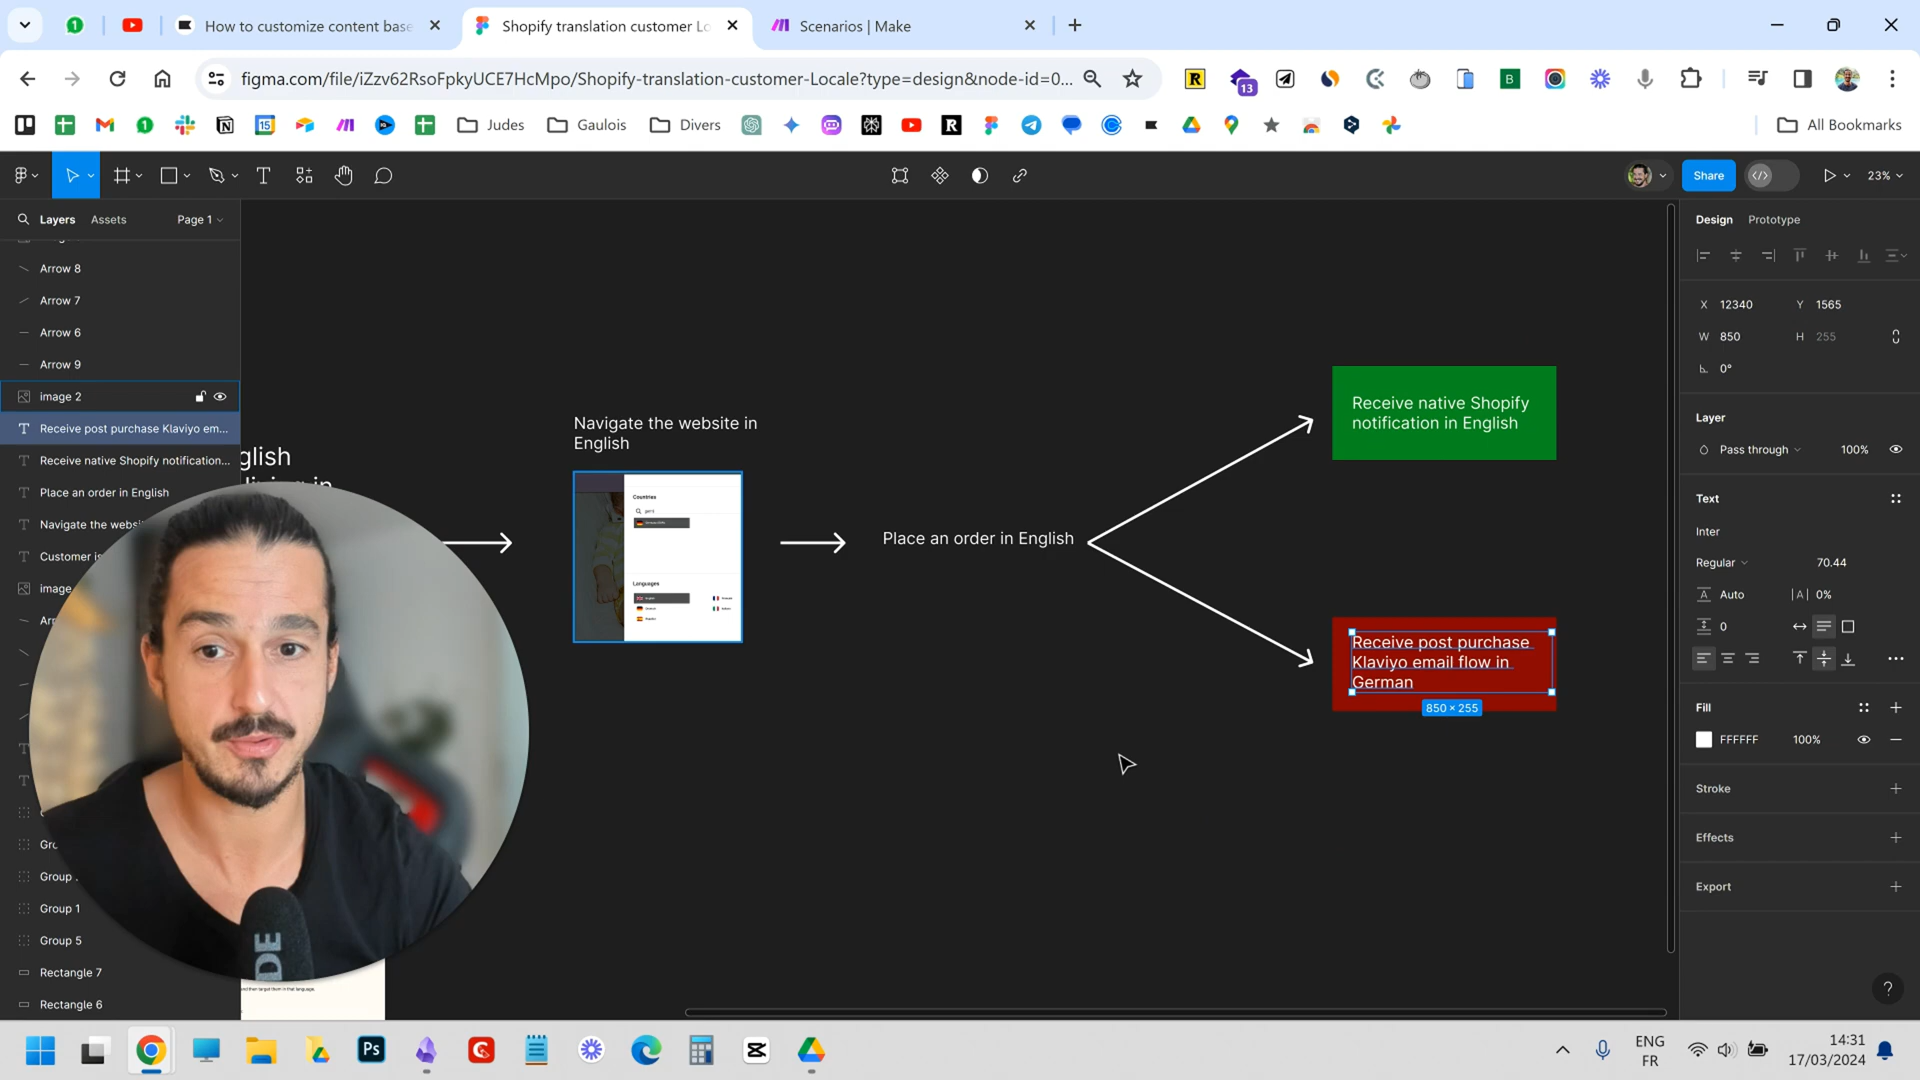 How to customize content base
Shopify translation customer Lo
Scenarios | Make
figma.com/file/iZzv62RsoFpkyUCE7HcMpo/Shopify-translation-customer-Locale?type=design&node-id=0...
13
Judes
Gaulois
Divers
All Bookmarks
Share
23%
Layers
Assets
Page 1
Arrow 8
Arrow 7
Arrow 6
Arrow 9
image 2
Receive post purchase Klaviyo em...
Receive native Shopify notification...
Place an order in English
Navigate the websi
Customer is
image
Group
Group 1
Group 5
Rectangle 7
Rectangle 6
glish
Navigate the website in
English
Countries
Languages
Place an order in English
Receive native Shopify
notification in English
Receive post purchase
Klaviyo email flow in
German
850 × 255
Design
Prototype
X 12340
Y 1565
W 850
H 255
0°
Layer
Pass through
100%
Text
Inter
Regular
70.44
Auto
0%
0
Fill
FFFFFF
100%
Stroke
Effects
Export
?
ENG
FR
14:31
17/03/2024